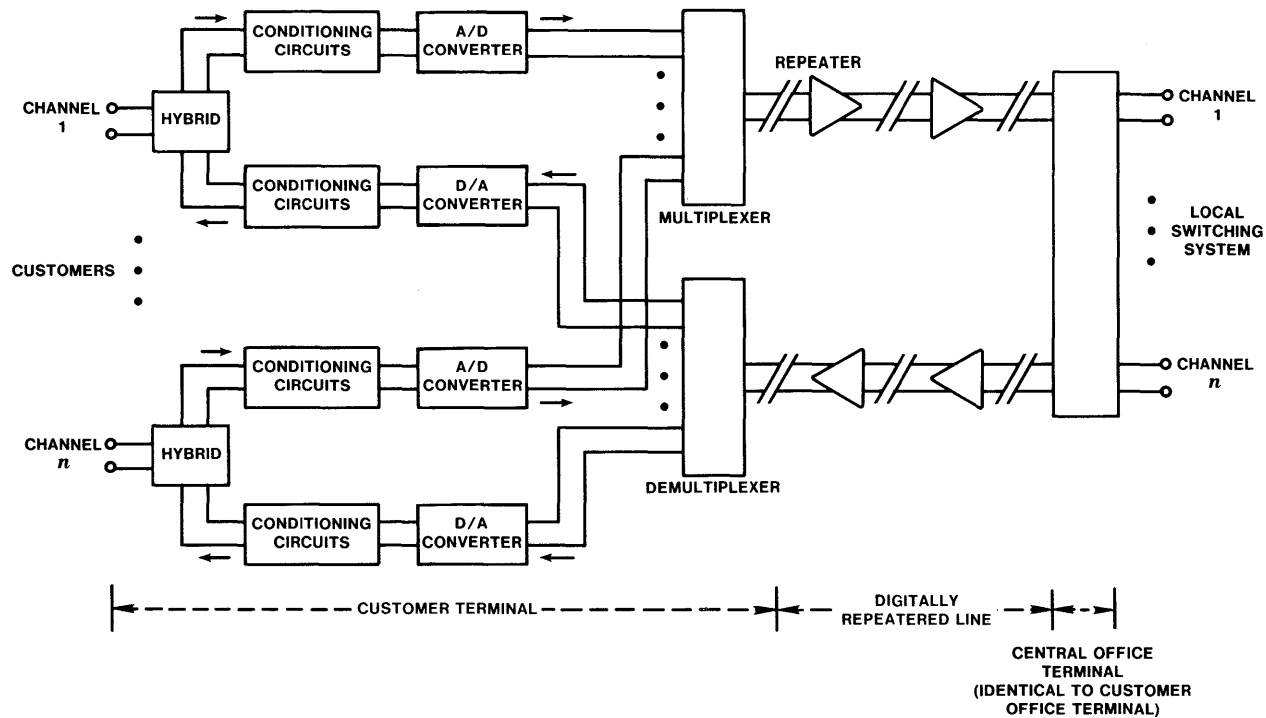 CONDITIONING
CIRCUITS
A/D
CONVERTER
REPEATER
CHANNEL
1
HYBRID
CHANNEL
1
CONDITIONING
CIRCUITS
D/A
CONVERTER
MULTIPLEXER
LOCAL
SWITCHING
SYSTEM
CUSTOMERS
CONDITIONING
CIRCUITS
A/D
CONVERTER
CHANNEL
n
CHANNEL
n
HYBRID
DEMULTIPLEXER
CONDITIONING
CIRCUITS
D/A
CONVERTER
CUSTOMER TERMINAL
DIGITALLY
REPEATERED LINE
CENTRAL OFFICE
TERMINAL
(IDENTICAL TO CUSTOMER
OFFICE TERMINAL)